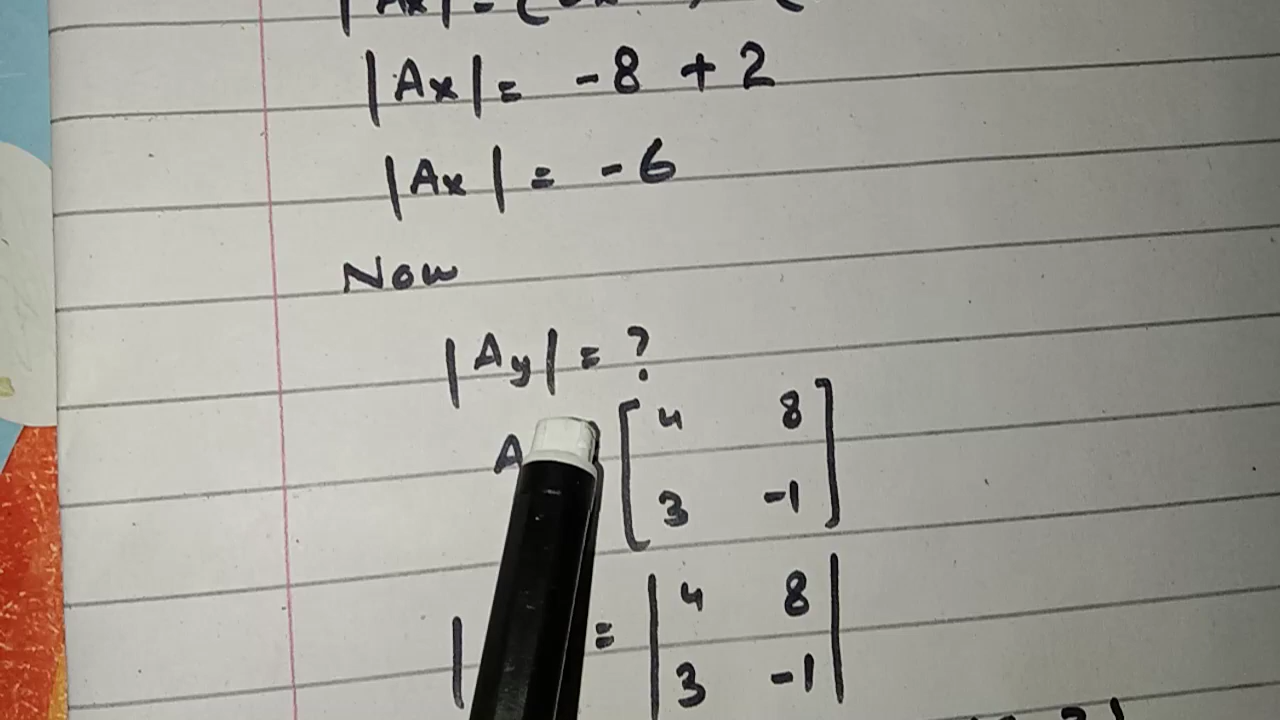 |Ax| = -8 + 2
|Ax| = -6
Now
|Ay| = ?
A [4 8
3 -1]
| = |4 8
3 -1|